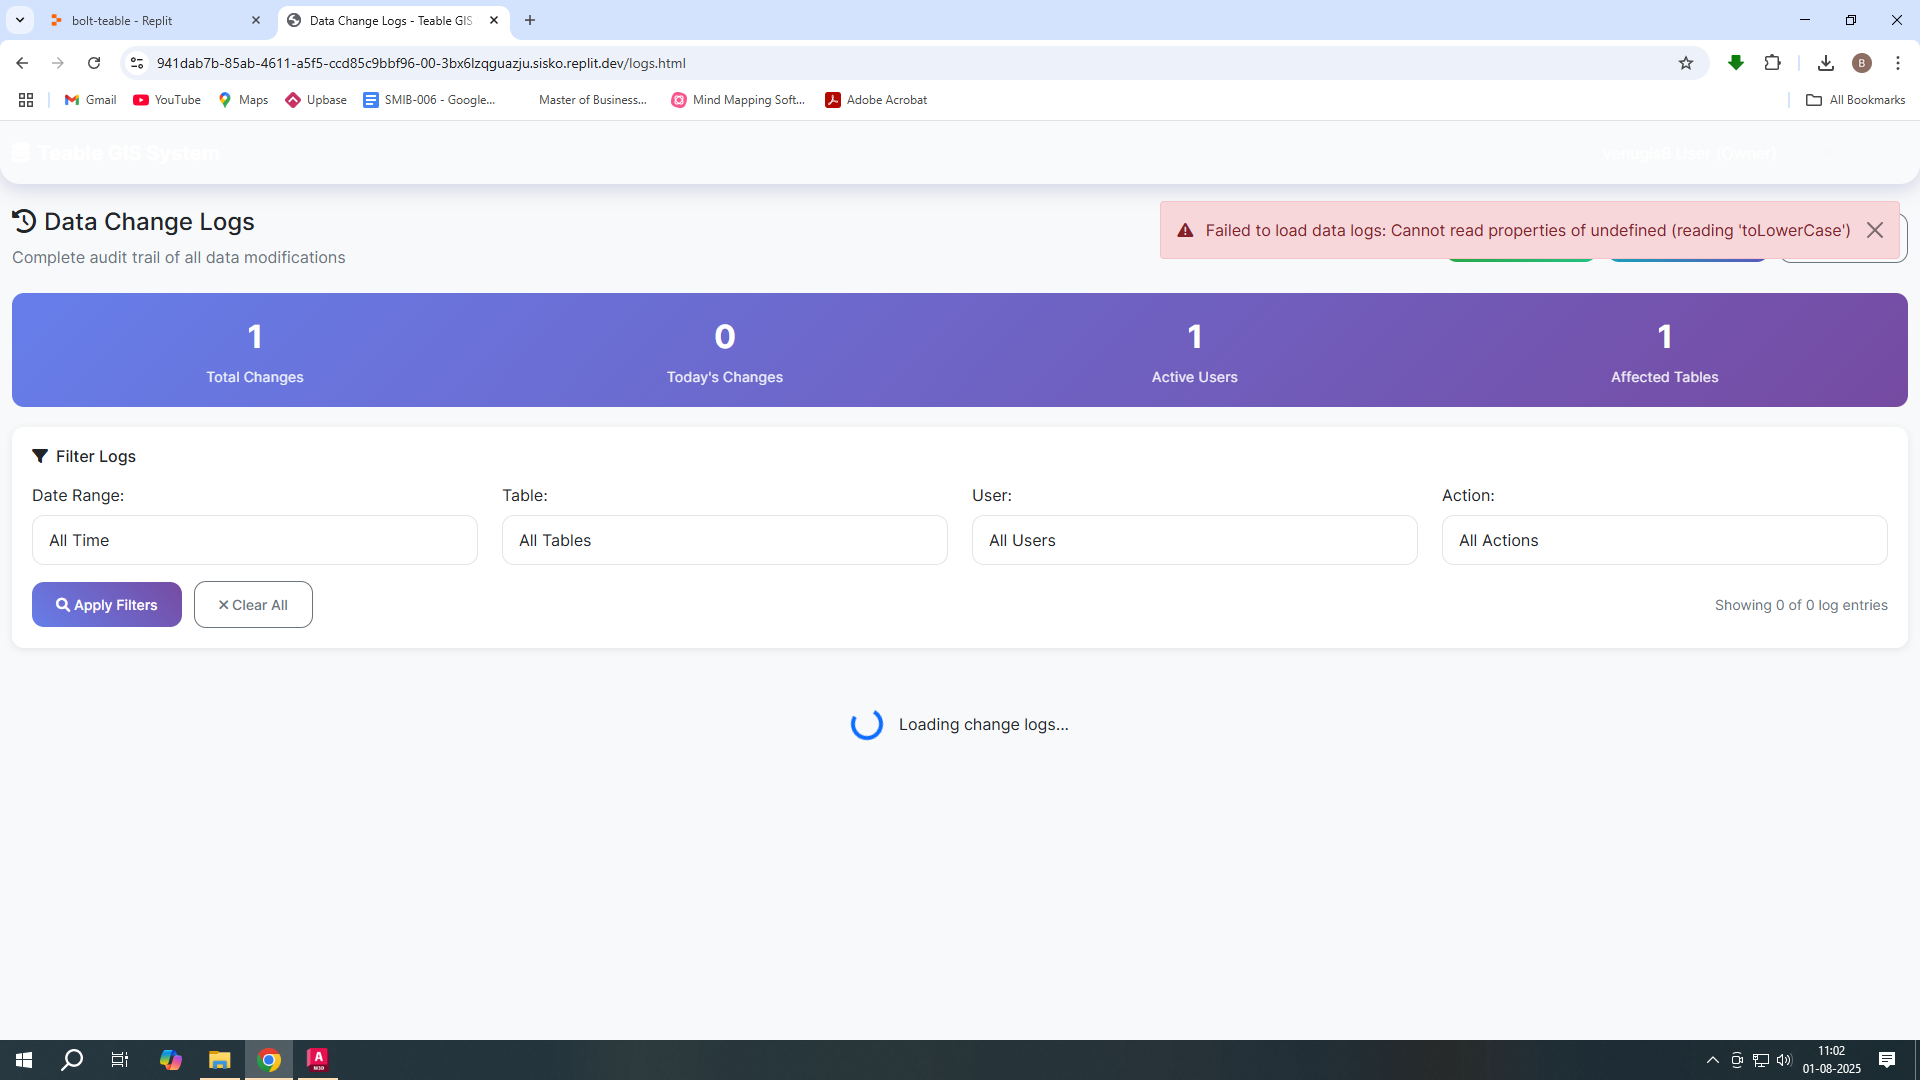 bolt-teable - Replit
Data Change Logs - Teable GIS
941dab7b-85ab-4611-a5f5-ccd85c9bbf96-00-3bx6lzqguazju.sisko.replit.dev/logs.html
B
Gmail
YouTube
Maps
Upbase
SMIB-006 - Google...
Master of Business...
Mind Mapping Soft...
Adobe Acrobat
All Bookmarks
Teable GIS System
Data Change Logs
Complete audit trail of all data modifications
Failed to load data logs: Cannot read properties of undefined (reading 'toLowerCase')
1
Total Changes
0
Today's Changes
1
Active Users
1
Affected Tables
Filter Logs
Date Range:
All Time
Table:
All Tables
User:
All Users
Action:
All Actions
Apply Filters
Clear All
Showing 0 of 0 log entries
Loading change logs...
11:02
01-08-2025